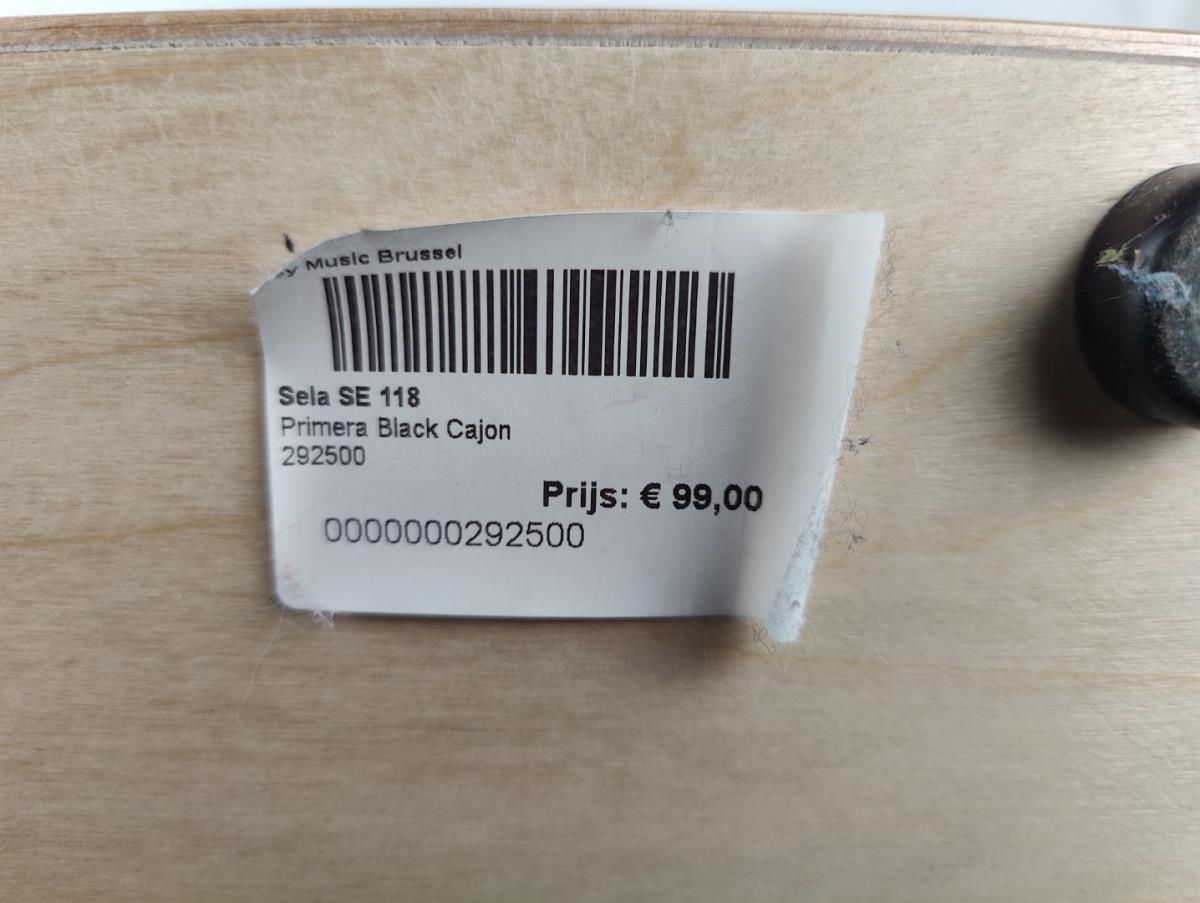 Music Brussel
Sela SE 118
Primera Black Cajon
292500
Prijs: € 99,00
0000000292500